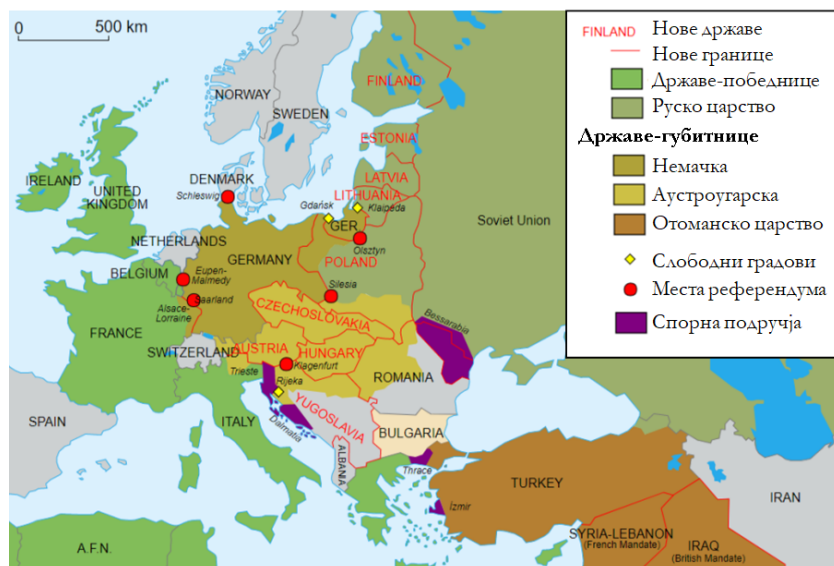 0 500 km
FINLAND Нове државе
Нове границе
Државе-победнице
Руско царство
Државе-губитнице
Немачка
Аустроугарска
Отоманско царство
Слободни градови
Места референдума
Спорна подручја
NORWAY
SWEDEN
FINLAND
ESTONIA
LATVIA
LITHUANIA
DENMARK
Schleswig
IRELAND
UNITED
KINGDOM
Gdańsk
Klaipėda
GER
Olsztyn
Soviet Union
NETHERLANDS
BELGIUM
Eupen-
Malmedy
GERMANY
POLAND
Silesia
Saarland
Alsace-
Lorraine
CZECHOSLOVAKIA
Bessarabia
FRANCE
SWITZERLAND
AUSTRIA
HUNGARY
Klagenfurt
Trieste
Rijeka
ROMANIA
YUGOSLAVIA
SPAIN
ITALY
Dalmatia
BULGARIA
ALBANA
Thrace
İzmir
TURKEY
IRAN
SYRIA-LEBANON
(French Mandate)
IRAQ
(British Mandate)
A.F.N.